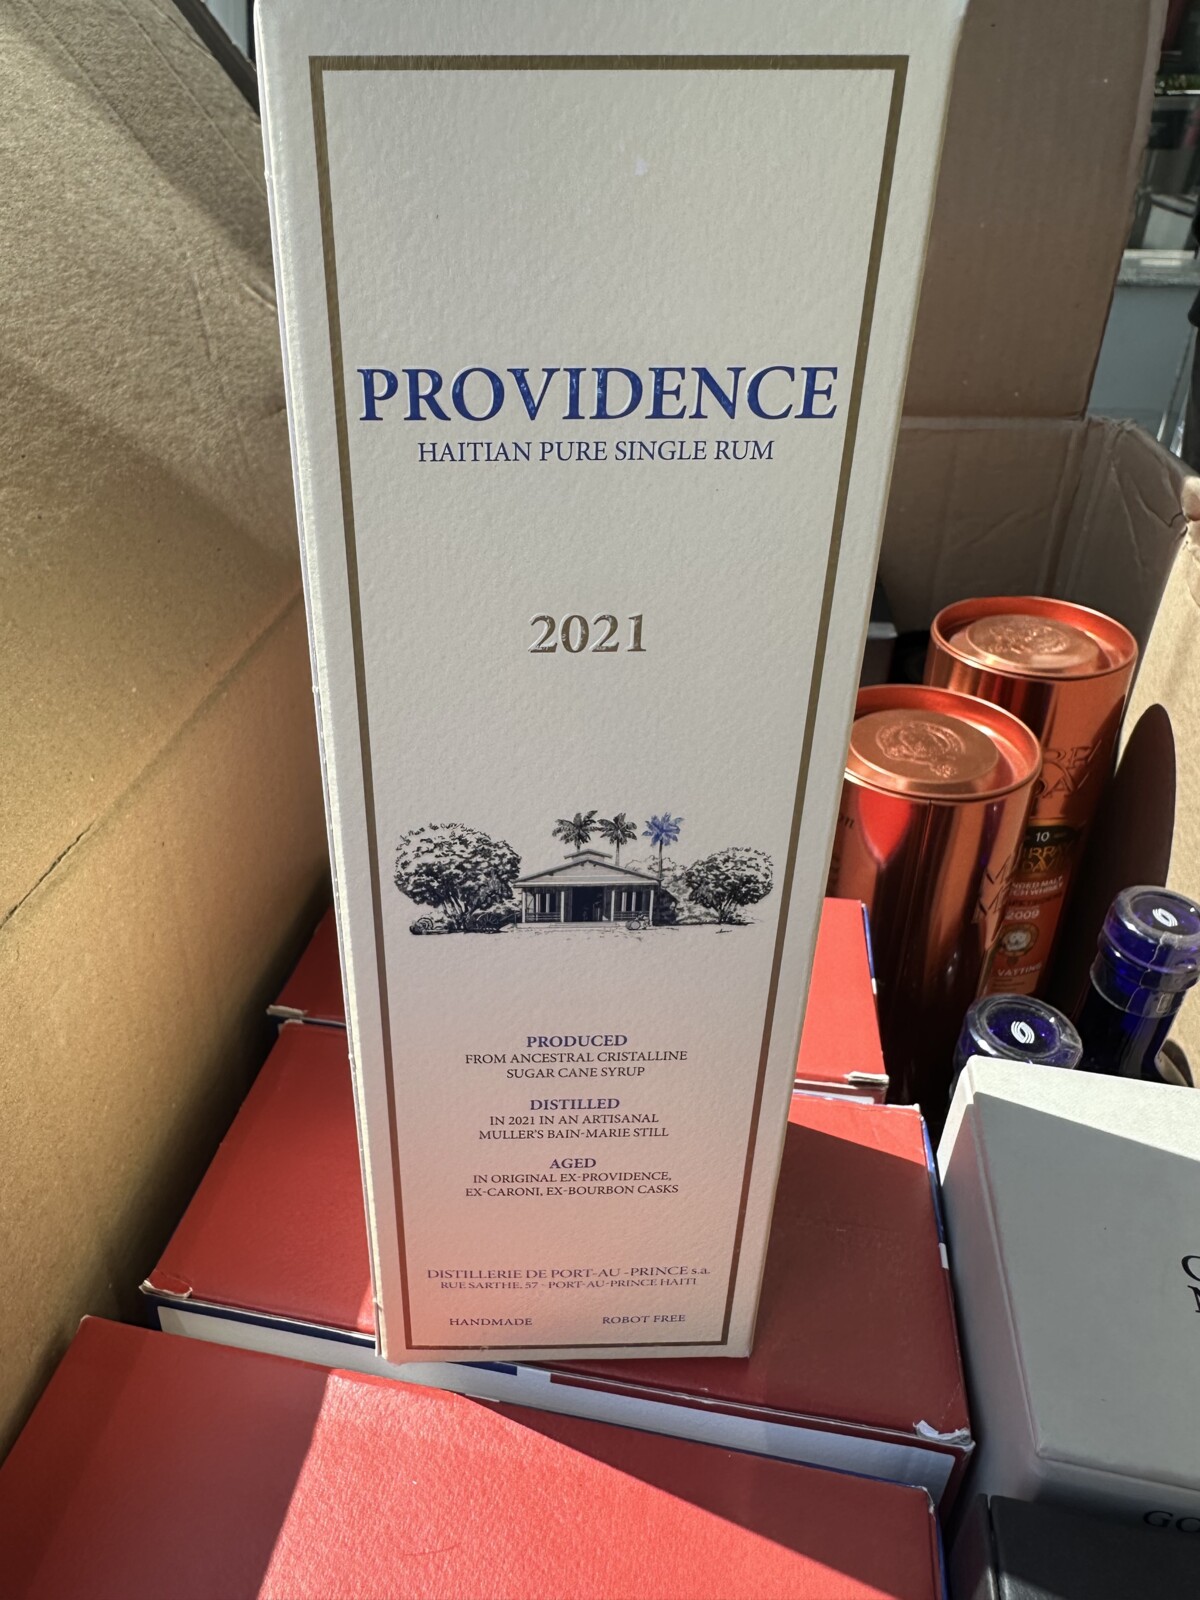 PROVIDENCE
HAITIAN PURE SINGLE RUM
2021
PRODUCED
FROM ANCESTRAL CRISTALLINE
SUGAR CANE SYRUP
DISTILLED
IN 2021 IN AN ARTISANAL
MULLER'S BAIN-MARIE STILL
AGED
IN ORIGINAL EX-PROVIDENCE,
EX-CARONI, EX-BOURBON CASKS
DISTILLERIE DE PORT-AU-PRINCE s.a.
RUE SARTHE, 57 - PORT-AU-PRINCE HAITI
HANDMADE
ROBOT FREE
10
2009